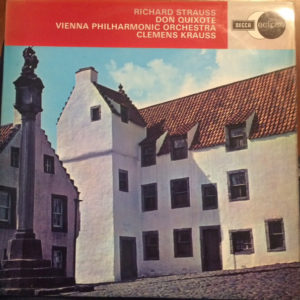 RICHARD STRAUSS
DON QUIXOTE
VIENNA PHILHARMONIC ORCHESTRA
CLEMENS KRAUSS
DECCA
eclipse